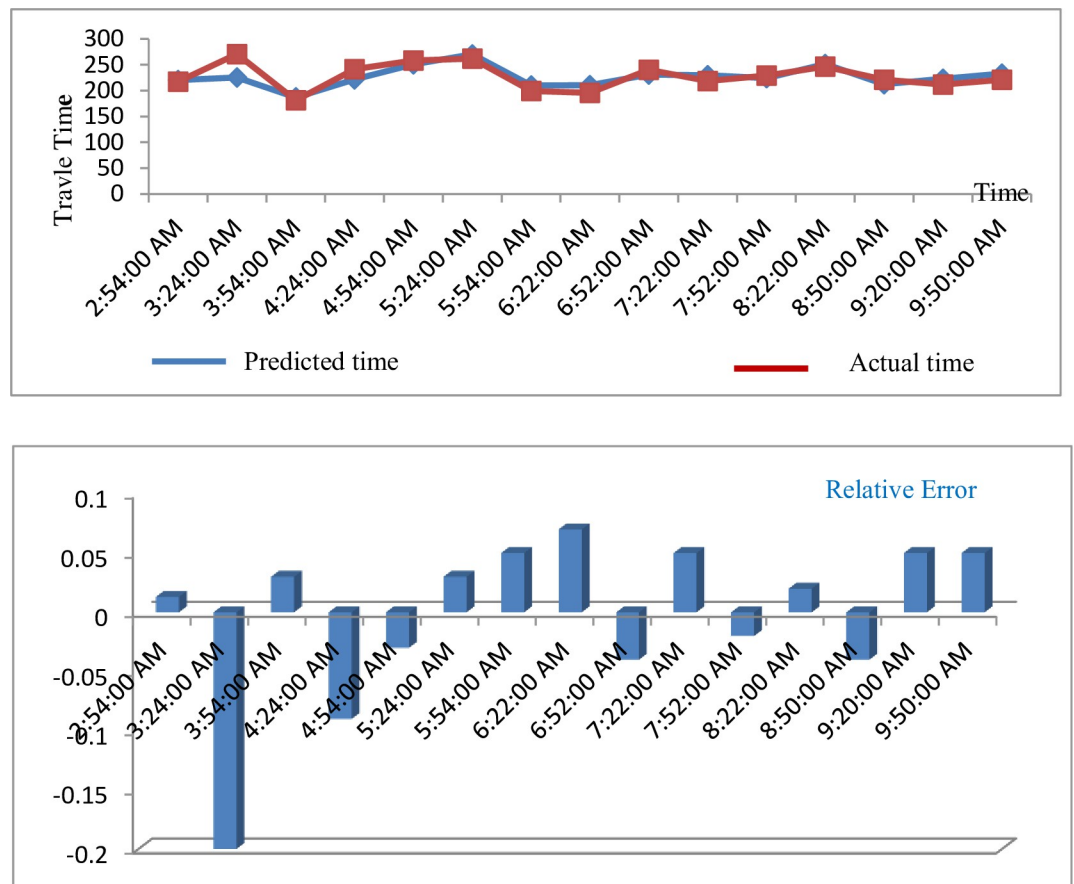 300
250
200
150
100
50
0
Travle Time
Time
2:54:00 AM
3:24:00 AM
3:54:00 AM
4:24:00 AM
4:54:00 AM
5:24:00 AM
5:54:00 AM
6:22:00 AM
6:52:00 AM
7:22:00 AM
7:52:00 AM
8:22:00 AM
8:50:00 AM
9:20:00 AM
9:50:00 AM
Predicted time
Actual time
Relative Error
0.1
0.05
0
-0.05
-0.1
-0.15
-0.2
2:54:00 AM
3:24:00 AM
3:54:00 AM
4:24:00 AM
4:54:00 AM
5:24:00 AM
5:54:00 AM
6:22:00 AM
6:52:00 AM
7:22:00 AM
7:52:00 AM
8:22:00 AM
8:50:00 AM
9:20:00 AM
9:50:00 AM